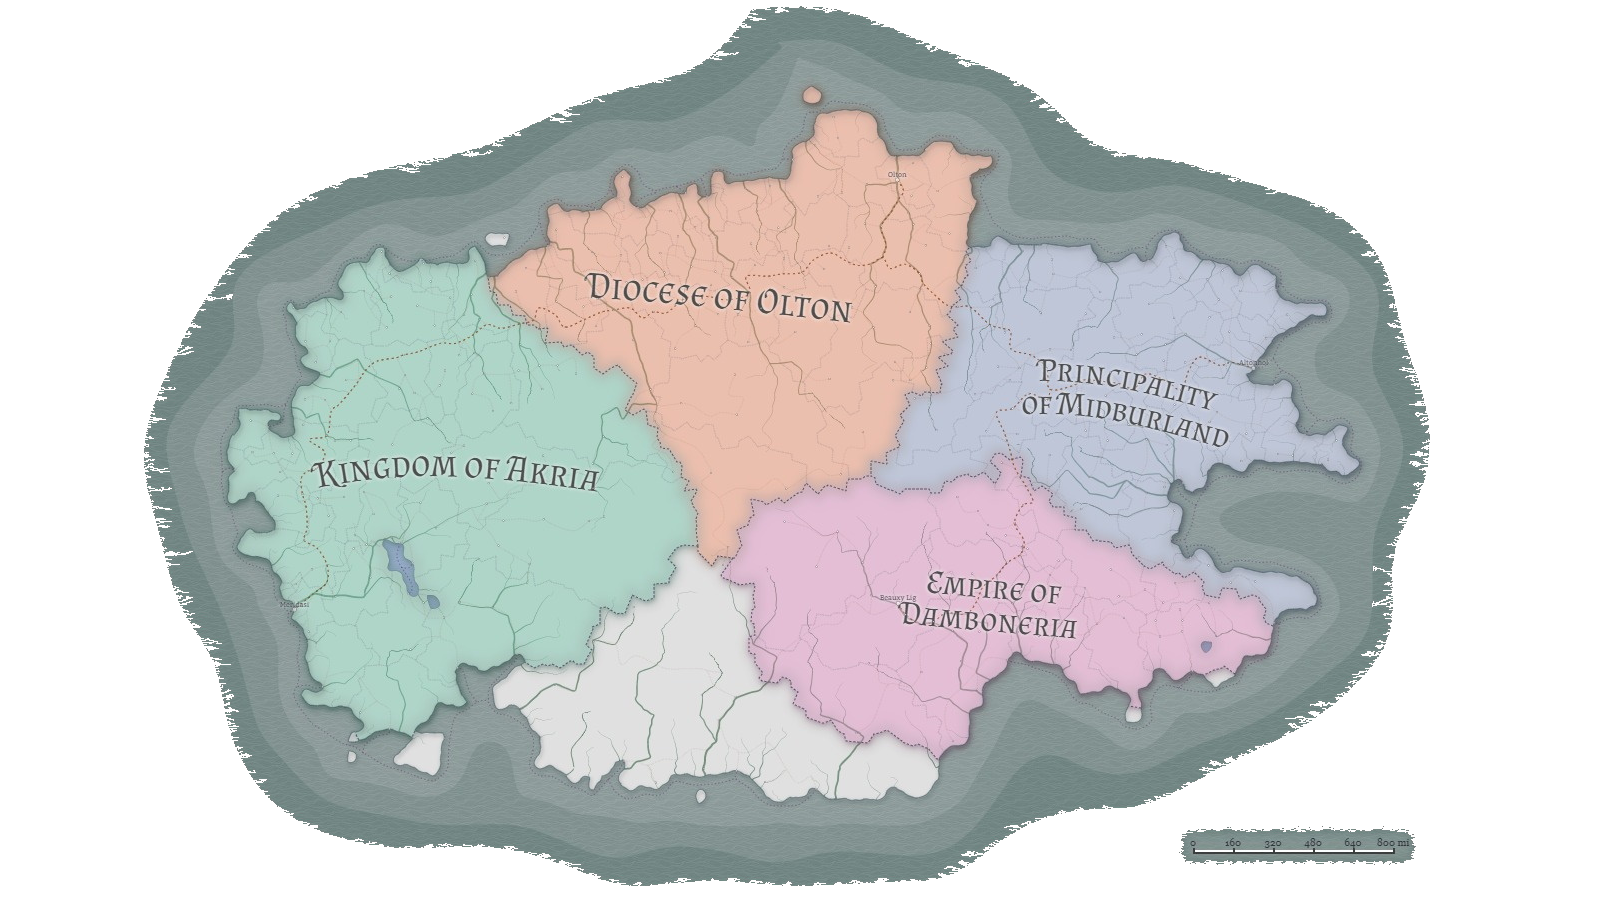 Olton
DIOCESE OF OLTON
PRINCIPALITY
OF MIDBURLAND
KINGDOM OF AKRIA
EMPIRE OF
Beauxy Lig
DAMBONERIA
0 160 320 480 640 800 mi